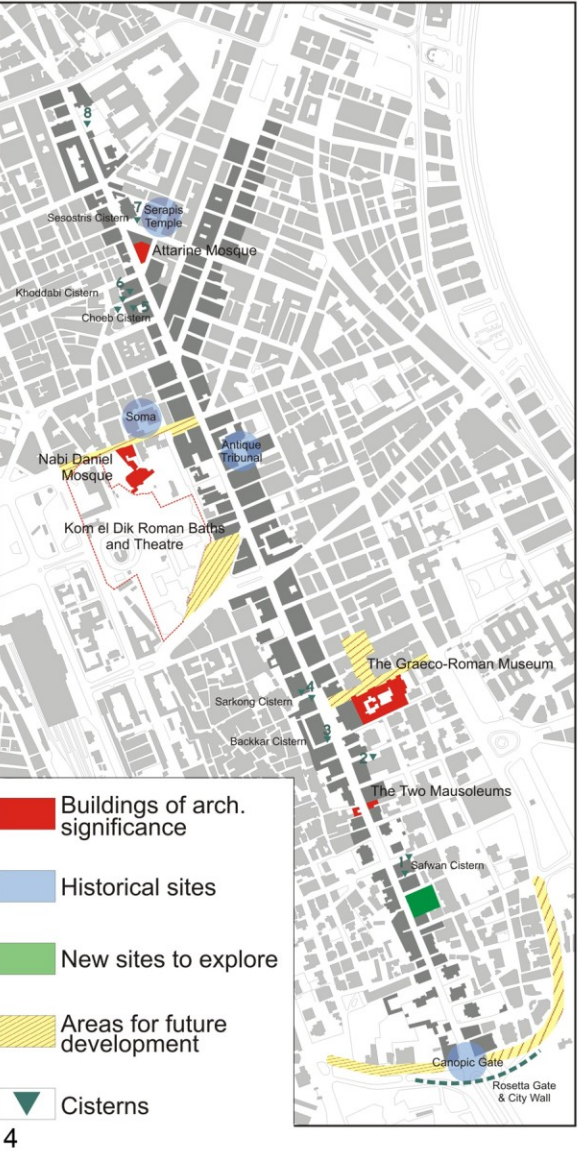 8
7
Serapis
Temple
Sesostris Cistern
Attarine Mosque
6
Khoddabi Cistern
5
Choeb Cistern
Soma
Antique
Tribunal
Nabi Daniel
Mosque
Kom el Dik Roman Baths
and Theatre
The Graeco-Roman Museum
4
Sarkong Cistern
3
Backkar Cistern
2
The Two Mausoleums
1
Safwan Cistern
Canopic Gate
Rosetta Gate
& City Wall
Buildings of arch.
significance
Historical sites
New sites to explore
Areas for future
development
Cisterns
4